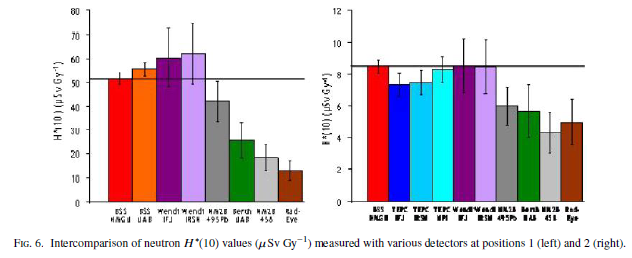 80
70
60
50
40
30
20
10
0
H*(10) (μSv Gy⁻¹)
BSS HMGU
BSS UAB
Wendi IFJ
Wendi IRSN
NM2B 495Pb
Berth UAB
NM2B 458
Rad- Eye
12
10
8
6
4
2
0
H*(10) (μSv Gy⁻¹)
BSS HMGU
TEPC IFJ
TEPC IRSN
TEPC
Wendi IFJ
Wendi IRSN
NM2B 495Pb
Berth UAB
NM2B 458
Rad- Eye
FIG. 6. Intercomparison of neutron H*(10) values (μSv Gy⁻¹) measured with various detectors at positions 1 (left) and 2 (right).